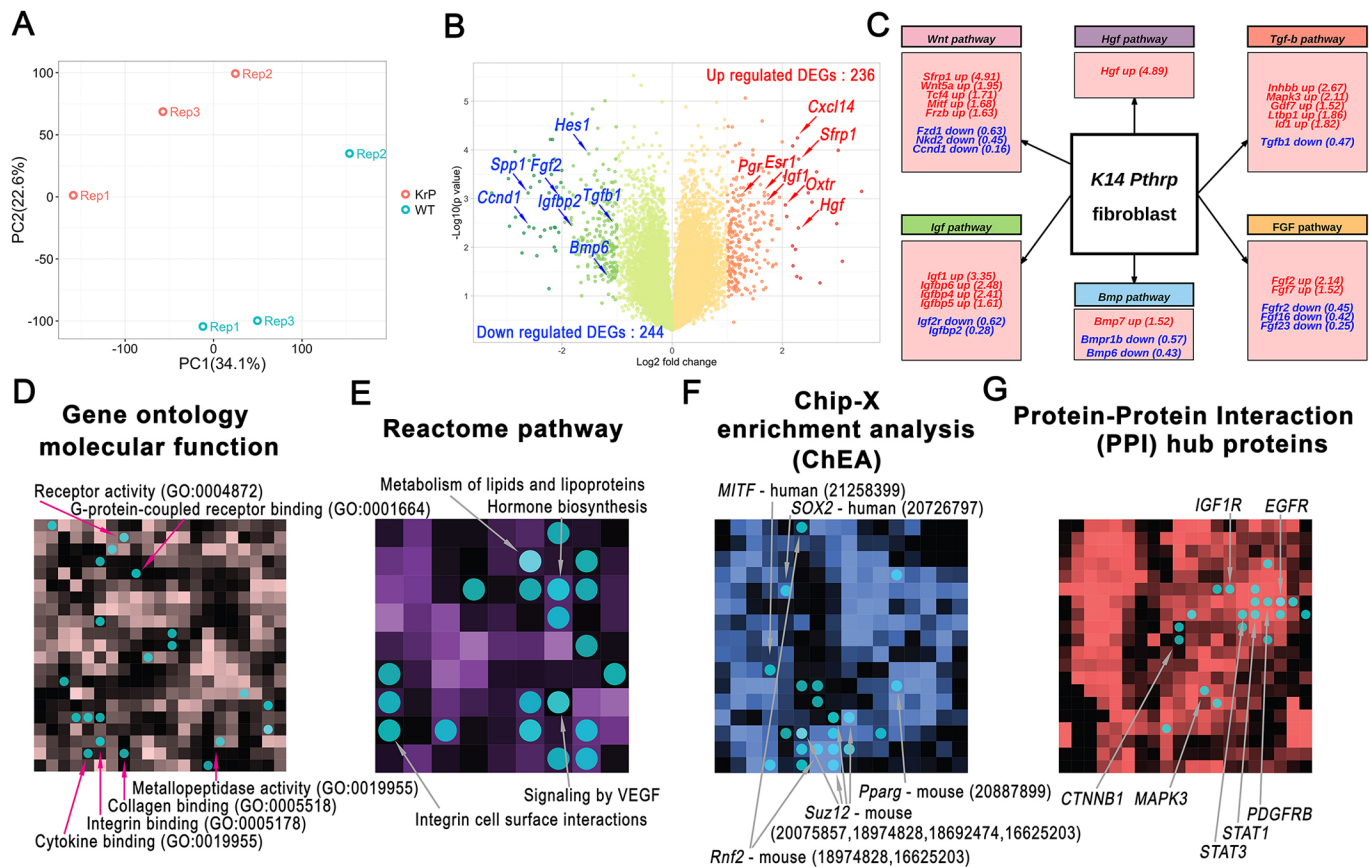 A
100
50
0
-50
-100
PC2(22.6%)
-100
0
100
PC1(34.1%)
Rep2
Rep3
Rep1
Rep2
Rep1
Rep3
KrP
WT
B
Up regulated DEGs : 236
Down regulated DEGs : 244
-Log10(p value)
5
4
3
2
1
-2
0
2
Log2 fold change
Hes1
Spp1
Fgf2
Ccnd1
Igfbp2
Tgfb1
Bmp6
Cxcl14
Sfrp1
Pgr
Esr1
Igf1
Oxtr
Hgf
C
Wnt pathway
Sfrp1 up (4.91)
Wnt5a up (1.95)
Tcf4 up (1.71)
Mitf up (1.68)
Frzb up (1.63)
Fzd1 down (0.63)
Nkd2 down (0.45)
Ccnd1 down (0.16)
Hgf pathway
Hgf up (4.89)
Tgf-b pathway
Inhbb up (2.67)
Mapk3 up (2.11)
Gdf7 up (1.52)
Ltbp1 up (1.86)
Id1 up (1.82)
Tgfb1 down (0.47)
K14 Pthrp
fibroblast
Igf pathway
Igf1 up (3.35)
Igfbp6 up (2.48)
Igfbp4 up (2.41)
Igfbp5 up (1.61)
Igf2r down (0.62)
Igfbp2 down (0.28)
Bmp pathway
Bmp7 up (1.52)
Bmpr1b down (0.57)
Bmp6 down (0.43)
FGF pathway
Fgf2 up (2.14)
Fgf7 up (1.52)
Fgfr2 down (0.45)
Fgf16 down (0.42)
Fgf23 down (0.25)
D
Gene ontology
molecular function
Receptor activity (GO:0004872)
G-protein-coupled receptor binding (GO:0001664)
Metallopeptidase activity (GO:0019955)
Collagen binding (GO:0005518)
Integrin binding (GO:0005178)
Cytokine binding (GO:0019955)
E
Reactome pathway
Metabolism of lipids and lipoproteins
Hormone biosynthesis
Signaling by VEGF
Integrin cell surface interactions
F
Chip-X
enrichment analysis
(ChEA)
MITF - human (21258399)
SOX2 - human (20726797)
Pparg - mouse (20887899)
Suz12 - mouse
(20075857,18974828,18692474,16625203)
Rnf2 - mouse (18974828,16625203)
G
Protein-Protein Interaction
(PPI) hub proteins
IGF1R
EGFR
CTNNB1
MAPK3
PDGFRB
STAT1
STAT3